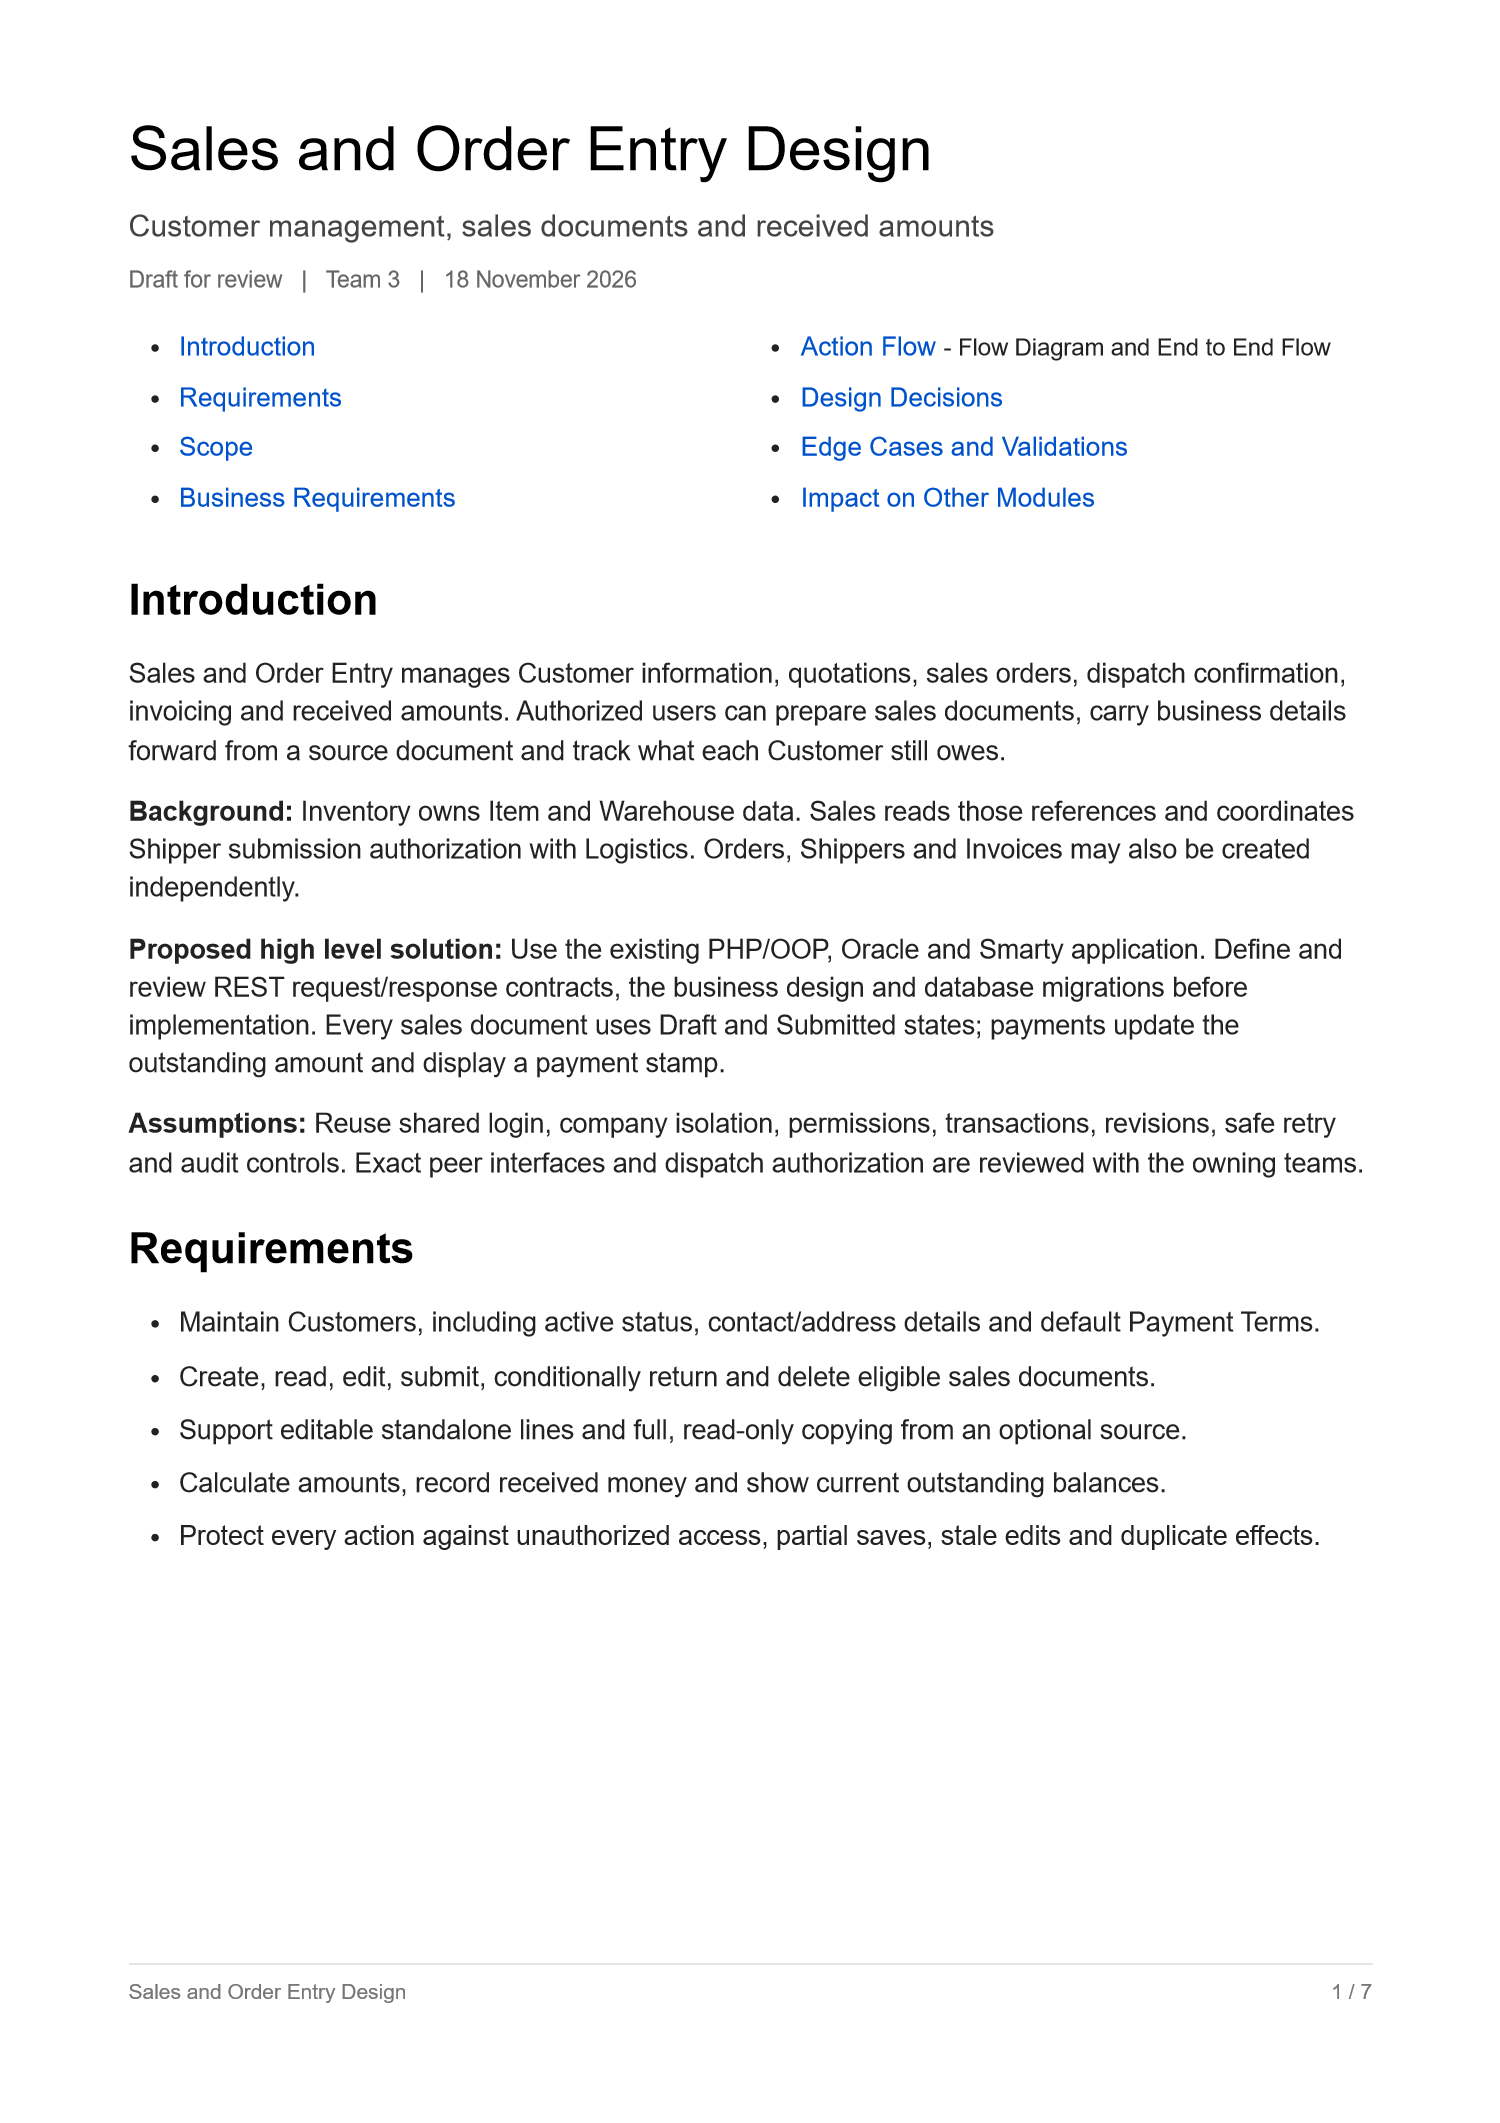 Sales and Order Entry Design
Customer management, sales documents and received amounts
Draft for review | Team 3 | 18 November 2026
• Introduction
• Requirements
• Scope
• Business Requirements
• Action Flow - Flow Diagram and End to End Flow
• Design Decisions
• Edge Cases and Validations
• Impact on Other Modules
Introduction
Sales and Order Entry manages Customer information, quotations, sales orders, dispatch confirmation,
invoicing and received amounts. Authorized users can prepare sales documents, carry business details
forward from a source document and track what each Customer still owes.
Background: Inventory owns Item and Warehouse data. Sales reads those references and coordinates
Shipper submission authorization with Logistics. Orders, Shippers and Invoices may also be created
independently.
Proposed high level solution: Use the existing PHP/OOP, Oracle and Smarty application. Define and
review REST request/response contracts, the business design and database migrations before
implementation. Every sales document uses Draft and Submitted states; payments update the
outstanding amount and display a payment stamp.
Assumptions: Reuse shared login, company isolation, permissions, transactions, revisions, safe retry
and audit controls. Exact peer interfaces and dispatch authorization are reviewed with the owning teams.
Requirements
• Maintain Customers, including active status, contact/address details and default Payment Terms.
• Create, read, edit, submit, conditionally return and delete eligible sales documents.
• Support editable standalone lines and full, read-only copying from an optional source.
• Calculate amounts, record received money and show current outstanding balances.
• Protect every action against unauthorized access, partial saves, stale edits and duplicate effects.
Sales and Order Entry Design
1 / 7